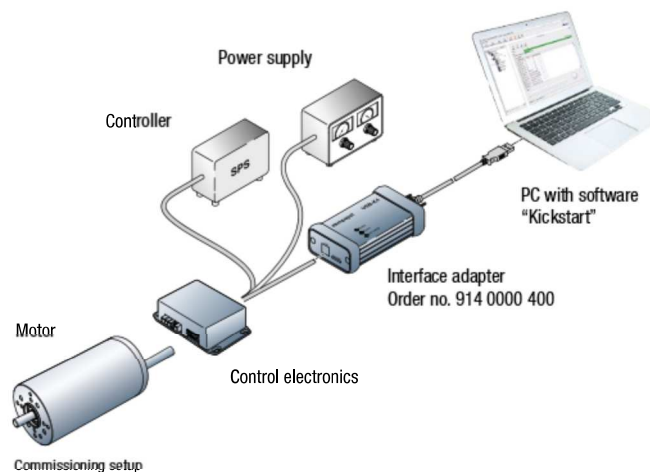 Power supply
Controller
SPS
PC with software
"Kickstart"
Interface adapter
Order no. 914 0000 400
Motor
Control electronics
Commissioning setup